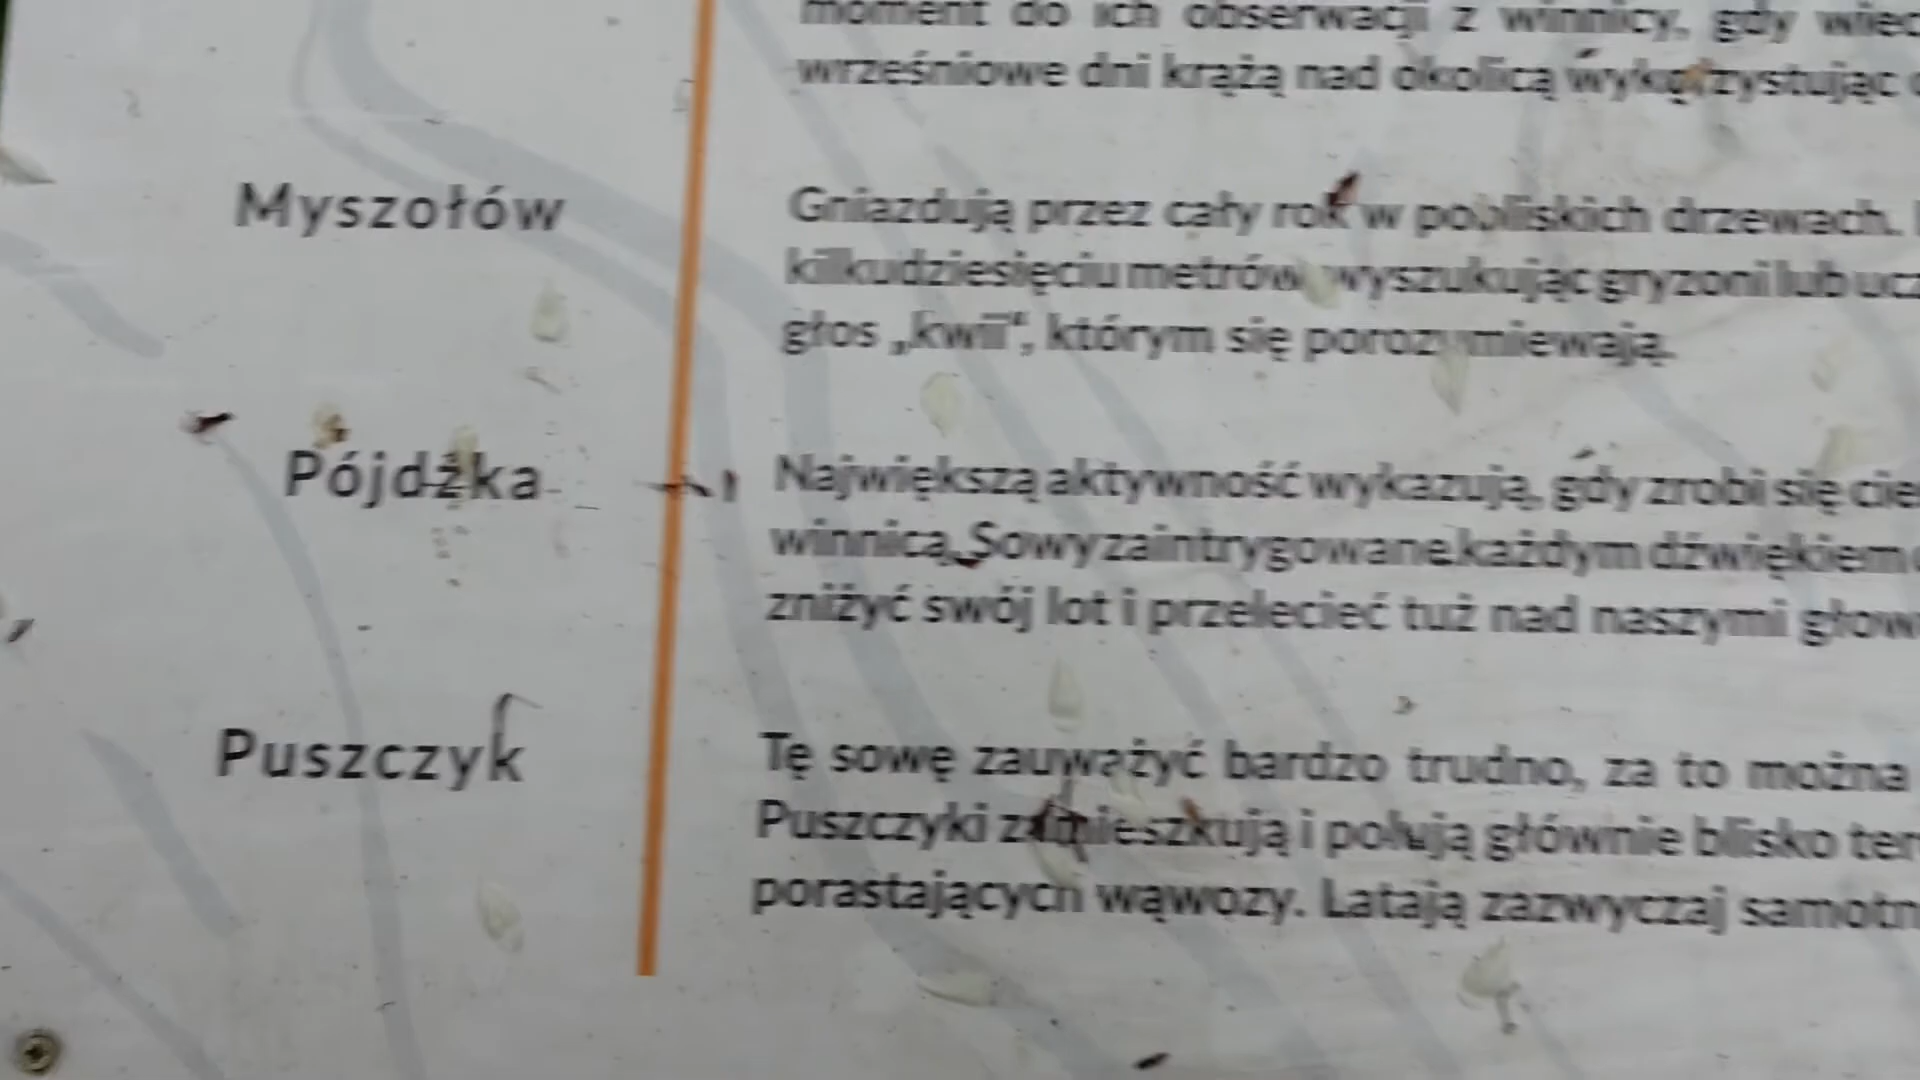 moment do ich obserwacji z winnicy, gdy
wrześniowe dni krążą nad okolicą wykorzystując
Myszołów
Gniazdują przez cały rok w pobliskich drzewach.
kilkudziesięciu metrów wyszukując gryzoni lub
głos „kwii“, którym się porozumiewają.
Pójdźka
Największą aktywność wykazują, gdy zrobi się
winnicą. Sowy zaintrygowane każdym dźwiękiem
zniżyć swój lot i przelecieć tuż nad naszymi
Puszczyk
Tę sowę zauważyć bardzo trudno, za to można
Puszczyki zamieszkują i polują głównie blisko
porastających wąwozy. Latają zazwyczaj